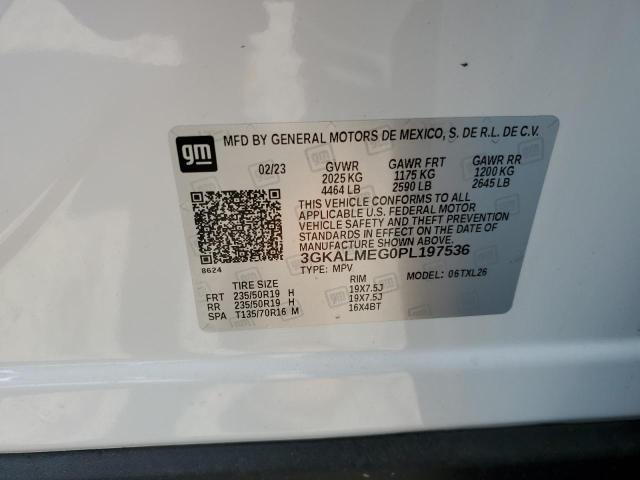 gm
MFD BY GENERAL MOTORS DE MEXICO, S. DE R.L. DE C.V.
02/23 GVWR GAWR FRT GAWR RR
2025 KG 1175 KG 1200 KG
4464 LB 2590 LB 2645 LB
THIS VEHICLE CONFORMS TO ALL
APPLICABLE U.S. FEDERAL MOTOR
VEHICLE SAFETY AND THEFT PREVENTION
STANDARDS IN EFFECT ON THE DATE OF
MANUFACTURE SHOWN ABOVE.
3GKALMEG0PL197536
8624 TYPE: MPV MODEL: 06TXL26
TIRE SIZE RIM
FRT 235/50R19 H 19X7.5J
RR 235/50R19 H 19X7.5J
SPA T135/70R16 M 16X4BT